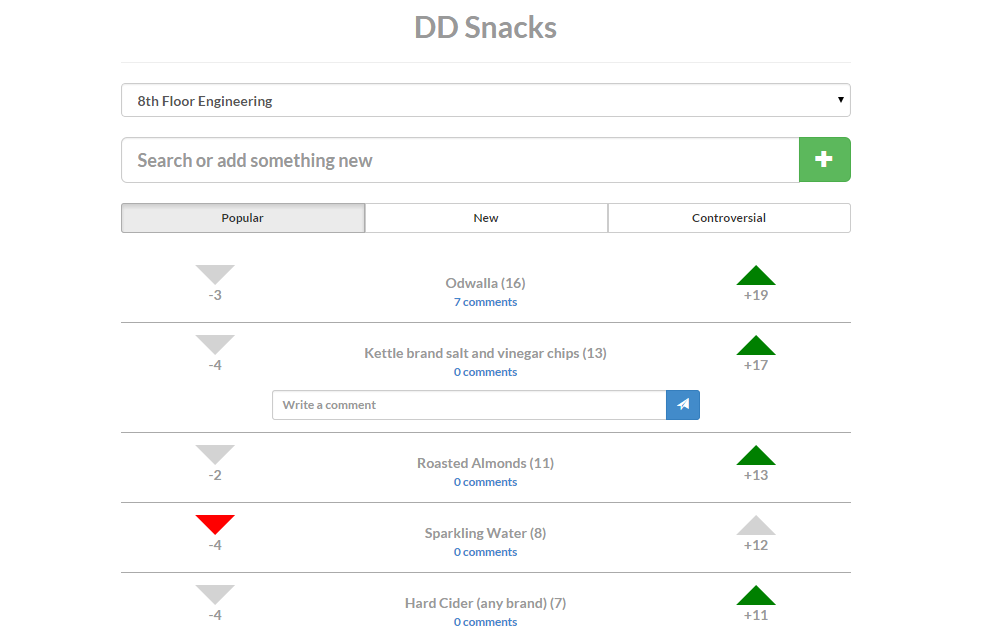 DD Snacks
8th Floor Engineering
Search or add something new
Popular New Controversial
-3 Odwalla (16) +19
7 comments
-4 Kettle brand salt and vinegar chips (13) +17
0 comments
Write a comment
-2 Roasted Almonds (11) +13
0 comments
-4 Sparkling Water (8) +12
0 comments
-4 Hard Cider (any brand) (7) +11
0 comments